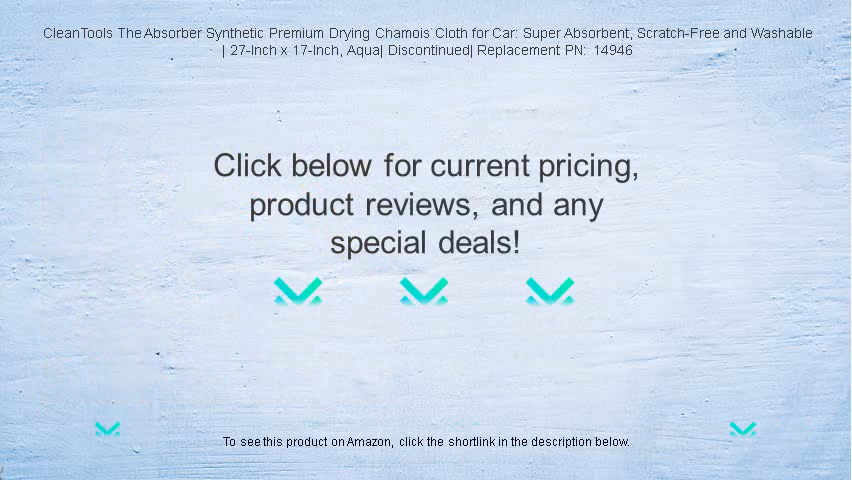 CleanTools The Absorber Synthetic Premium Drying Chamois Cloth for Car: Super Absorbent, Scratch-Free and Washable
| 27-Inch x 17-Inch, Aqua| Discontinued| Replacement PN: 14946
Click below for current pricing,
product reviews, and any
special deals!
To see this product on Amazon, click the shortlink in the description below.